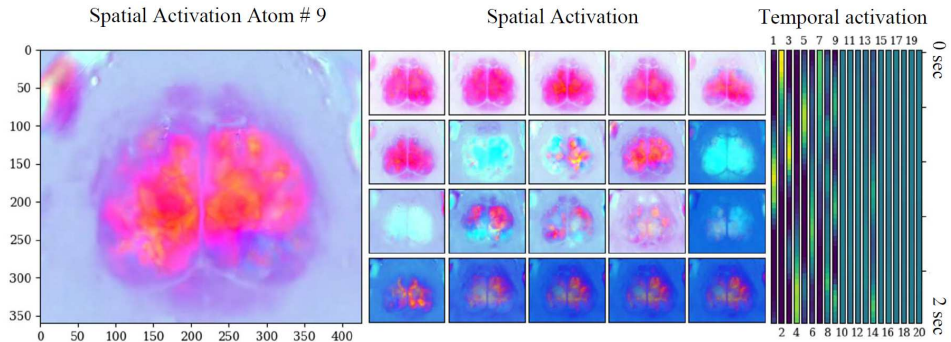 Spatial Activation Atom # 9
Spatial Activation
Temporal activation
1 3 5 7 9 11 13 15 17 19
0 sec
0
50
100
150
200
250
300
350
0 50 100 150 200 250 300 350 400
2 4 6 8 10 12 14 16 18 20
2 sec